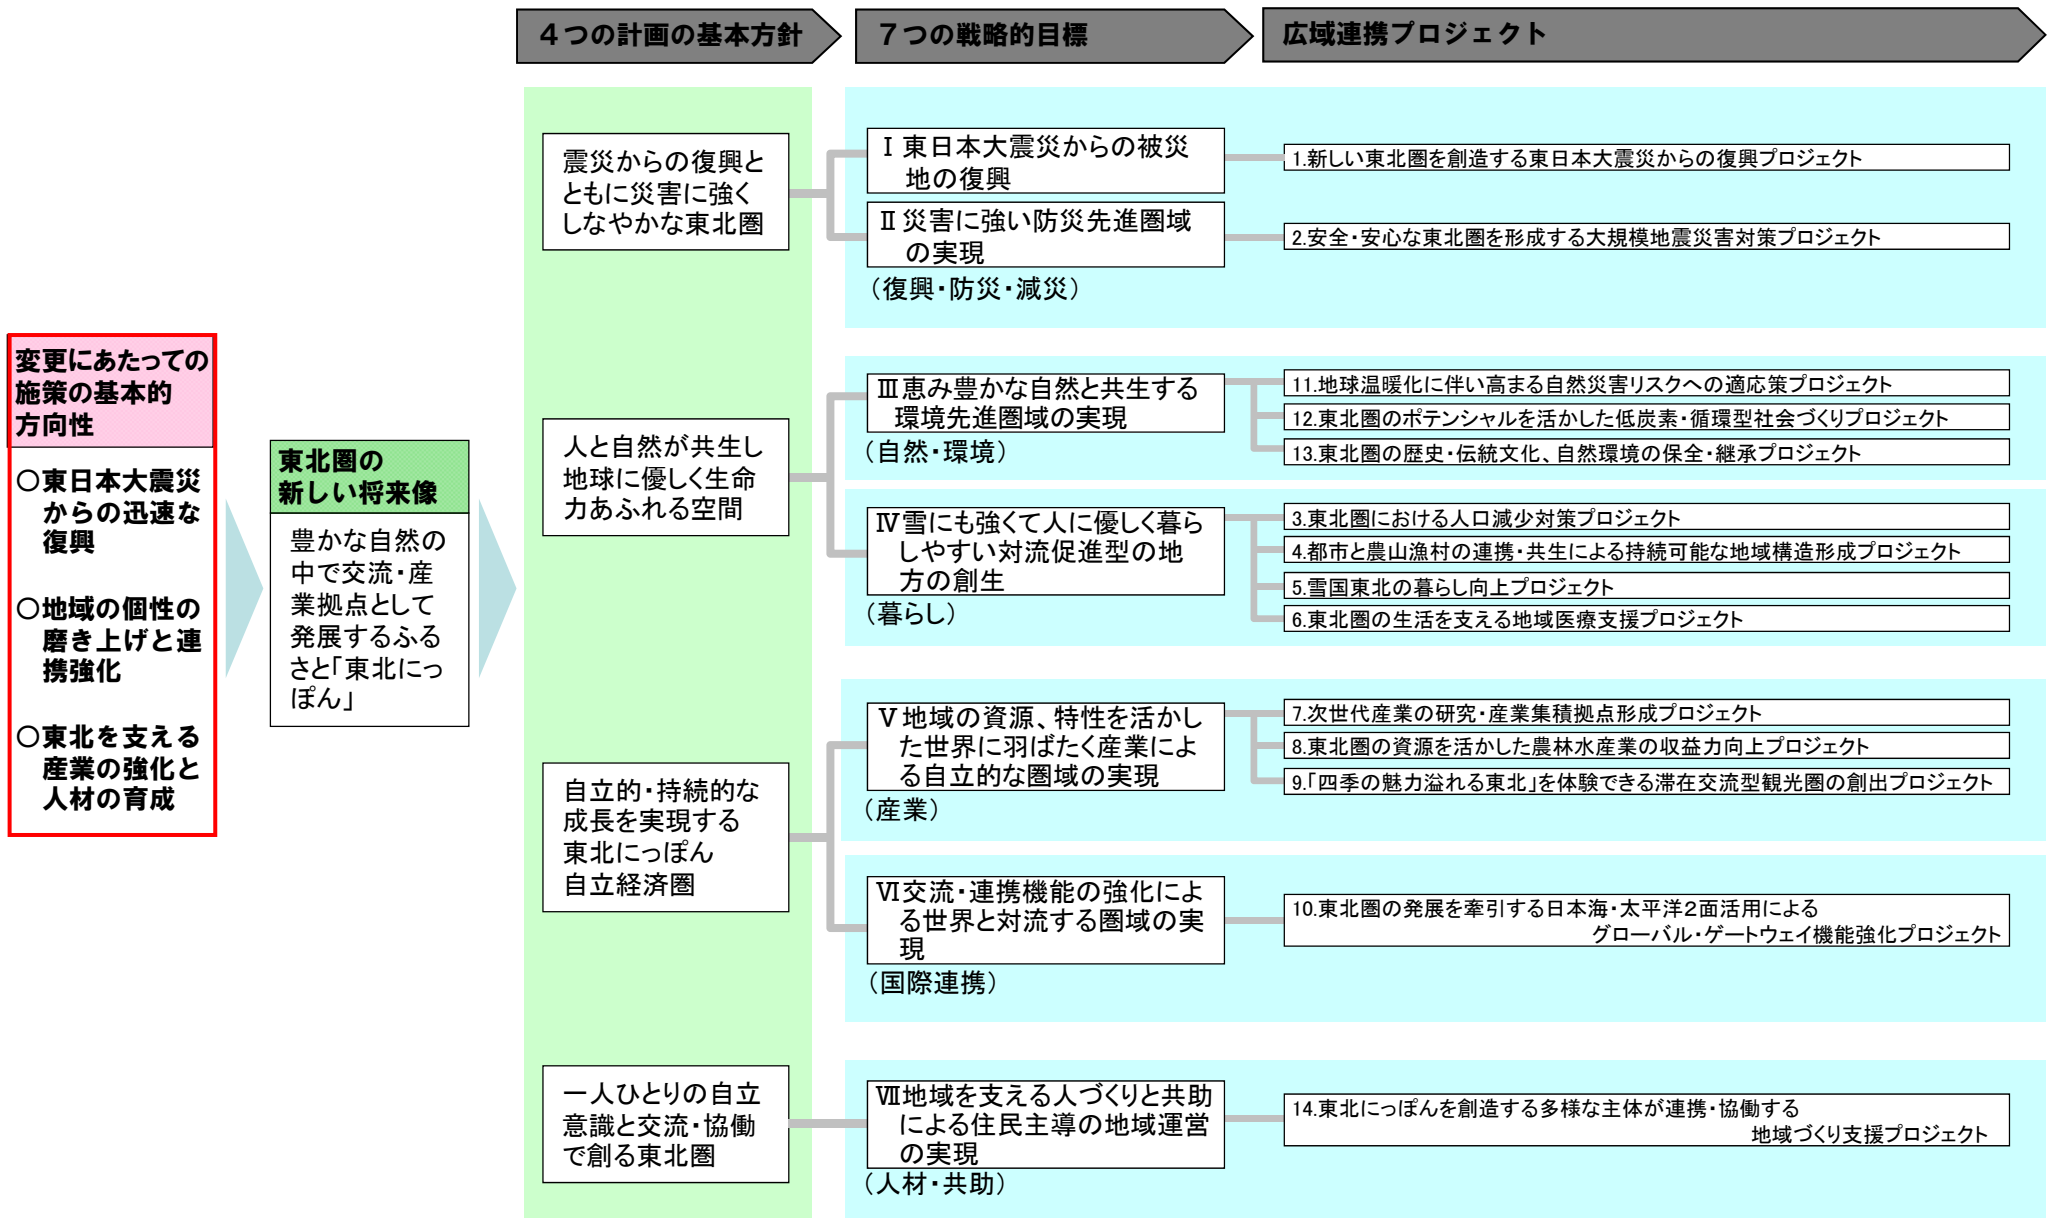 ４つの計画の基本方針
７つの戦略的目標
広域連携プロジェクト
変更にあたっての
施策の基本的
方向性
○東日本大震災
からの迅速な
復興
○地域の個性の
磨き上げと連
携強化
○東北を支える
産業の強化と
人材の育成
東北圏の
新しい将来像
豊かな自然の
中で交流・産
業拠点として
発展するふる
さと「東北にっ
ぽん」
震災からの復興と
ともに災害に強く
しなやかな東北圏
Ⅰ東日本大震災からの被災
地の復興
1.新しい東北圏を創造する東日本大震災からの復興プロジェクト
Ⅱ災害に強い防災先進圏域
の実現
2.安全・安心な東北圏を形成する大規模地震災害対策プロジェクト
（復興・防災・減災）
人と自然が共生し
地球に優しく生命
力あふれる空間
Ⅲ恵み豊かな自然と共生する
環境先進圏域の実現
（自然・環境）
11.地球温暖化に伴い高まる自然災害リスクへの適応策プロジェクト
12.東北圏のポテンシャルを活かした低炭素・循環型社会づくりプロジェクト
13.東北圏の歴史・伝統文化、自然環境の保全・継承プロジェクト
Ⅳ雪にも強くて人に優しく暮ら
しやすい対流促進型の地
方の創生
（暮らし）
3.東北圏における人口減少対策プロジェクト
4.都市と農山漁村の連携・共生による持続可能な地域構造形成プロジェクト
5.雪国東北の暮らし向上プロジェクト
6.東北圏の生活を支える地域医療支援プロジェクト
自立的・持続的な
成長を実現する
東北にっぽん
自立経済圏
Ⅴ地域の資源、特性を活かし
た世界に羽ばたく産業によ
る自立的な圏域の実現
（産業）
7.次世代産業の研究・産業集積拠点形成プロジェクト
8.東北圏の資源を活かした農林水産業の収益力向上プロジェクト
9.「四季の魅力溢れる東北」を体験できる滞在交流型観光圏の創出プロジェクト
Ⅵ交流・連携機能の強化によ
る世界と対流する圏域の実
現
（国際連携）
10.東北圏の発展を牽引する日本海・太平洋２面活用による
グローバル・ゲートウェイ機能強化プロジェクト
一人ひとりの自立
意識と交流・協働
で創る東北圏
Ⅶ地域を支える人づくりと共助
による住民主導の地域運営
の実現
（人材・共助）
14.東北にっぽんを創造する多様な主体が連携・協働する
地域づくり支援プロジェクト